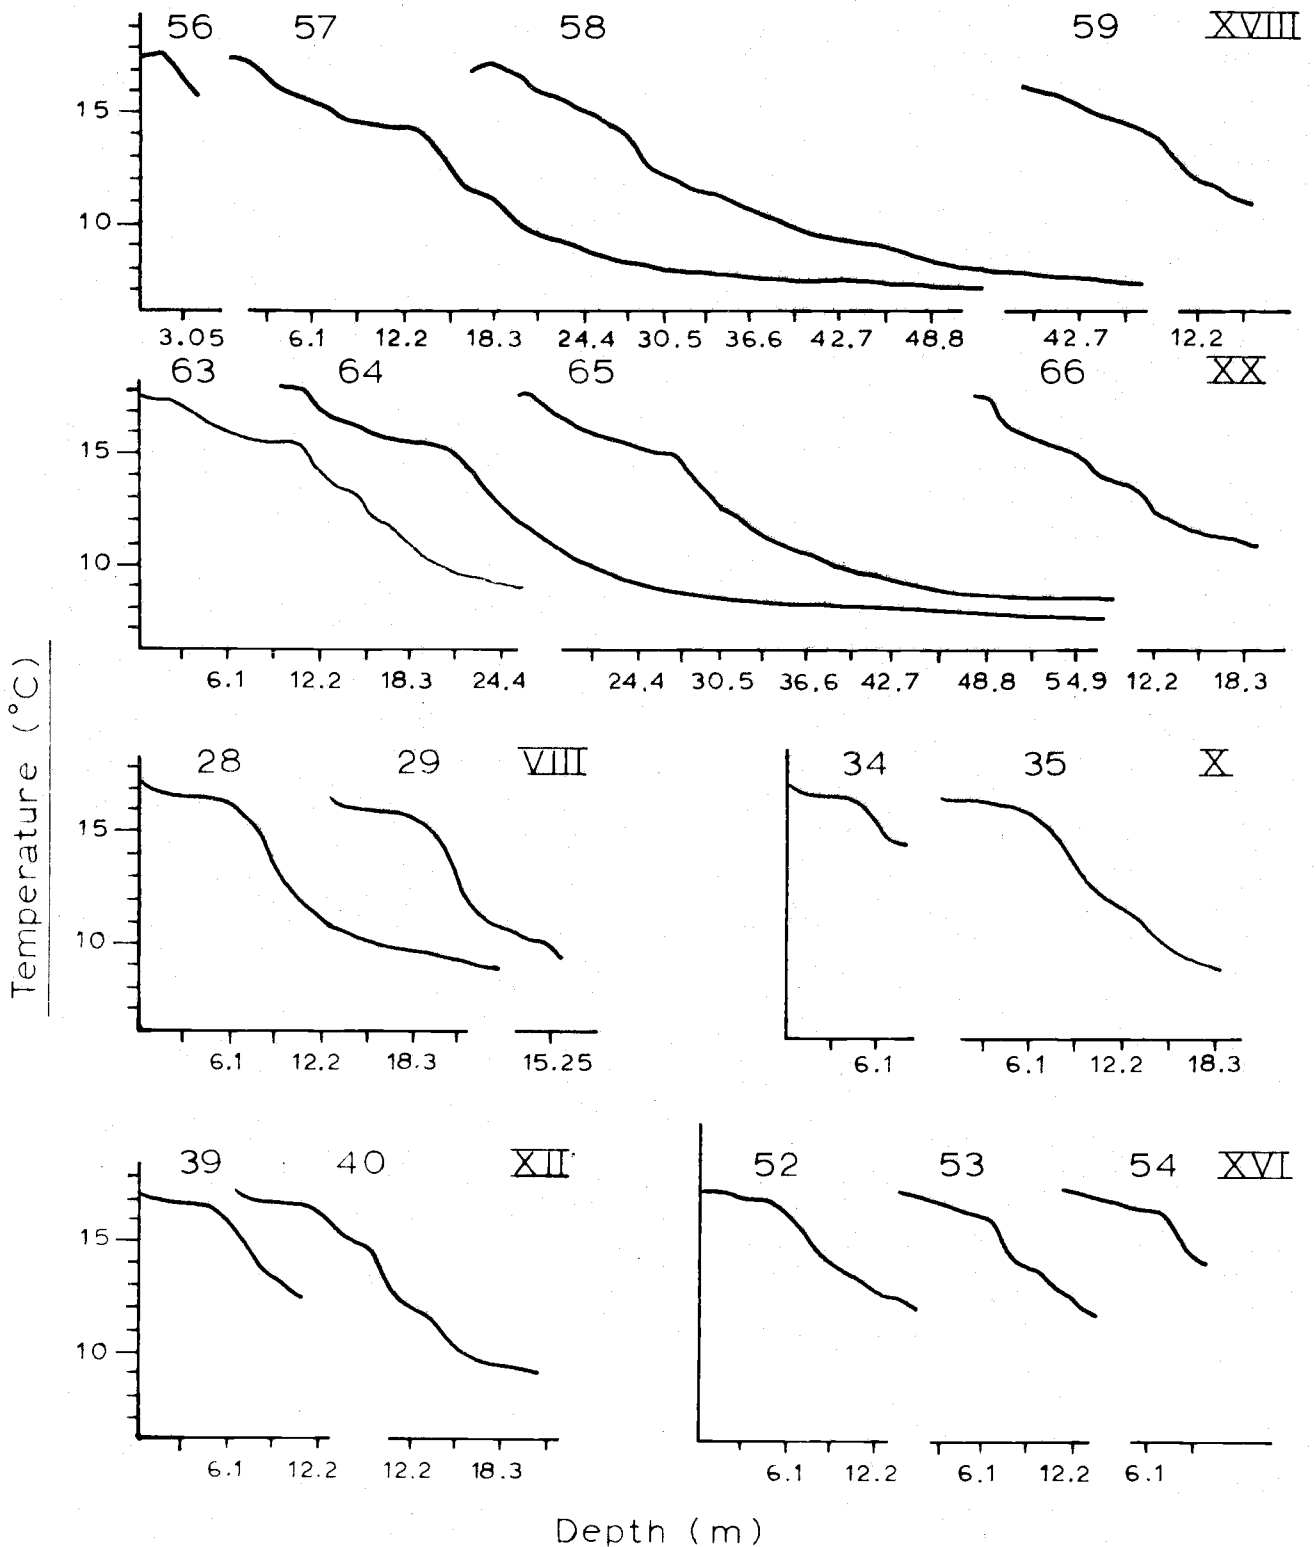 56 57 58 59 XVIII
15
10
3.05 6.1 12.2 18.3 24.4 30.5 36.6 42.7 48.8 42.7 12.2
63 64 65 66 XX
15
10
6.1 12.2 18.3 24.4 24.4 30.5 36.6 42.7 48.8 54.9 12.2 18.3
Temperature (°C)
28 29 VIII 34 35 X
15
10
6.1 12.2 18.3 15.25 6.1 6.1 12.2 18.3
39 40 XII 52 53 54 XVI
15
10
6.1 12.2 12.2 18.3 6.1 12.2 6.1 12.2 6.1
Depth (m)